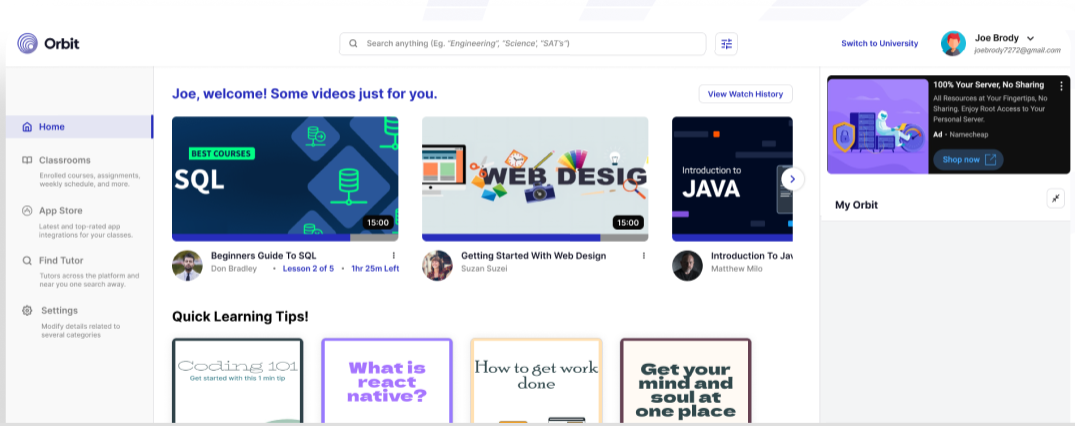 Orbit
Search anything (Eg. "Engineering", "Science', "SAT's")
Switch to University
Joe Brody
joebrody7272@gmail.com
Home
Classrooms
Enrolled courses, assignments,
weekly schedule, and more.
App Store
Latest and top-rated app
integrations for your classes.
Find Tutor
Tutors across the platform and
near you one search away.
Settings
Modify details related to
several categories
Joe, welcome! Some videos just for you.
View Watch History
BEST COURSES
SQL
15:00
Beginners Guide To SQL
Don Bradley • Lesson 2 of 5 • 1hr 25m Left
WEB DESIG
15:00
Getting Started With Web Design
Suzan Suzei
Introduction to
JAVA
Introduction To Jav
Matthew Milo
Quick Learning Tips!
Coding 101
Get started with this 1 min tip
What is
react
native?
How to get work
done
Get your
mind and
soul at
one place
100% Your Server, No Sharing
All Resources at Your Fingertips, No
Sharing. Enjoy Root Access to Your
Personal Server.
Ad • Namecheap
Shop now
My Orbit